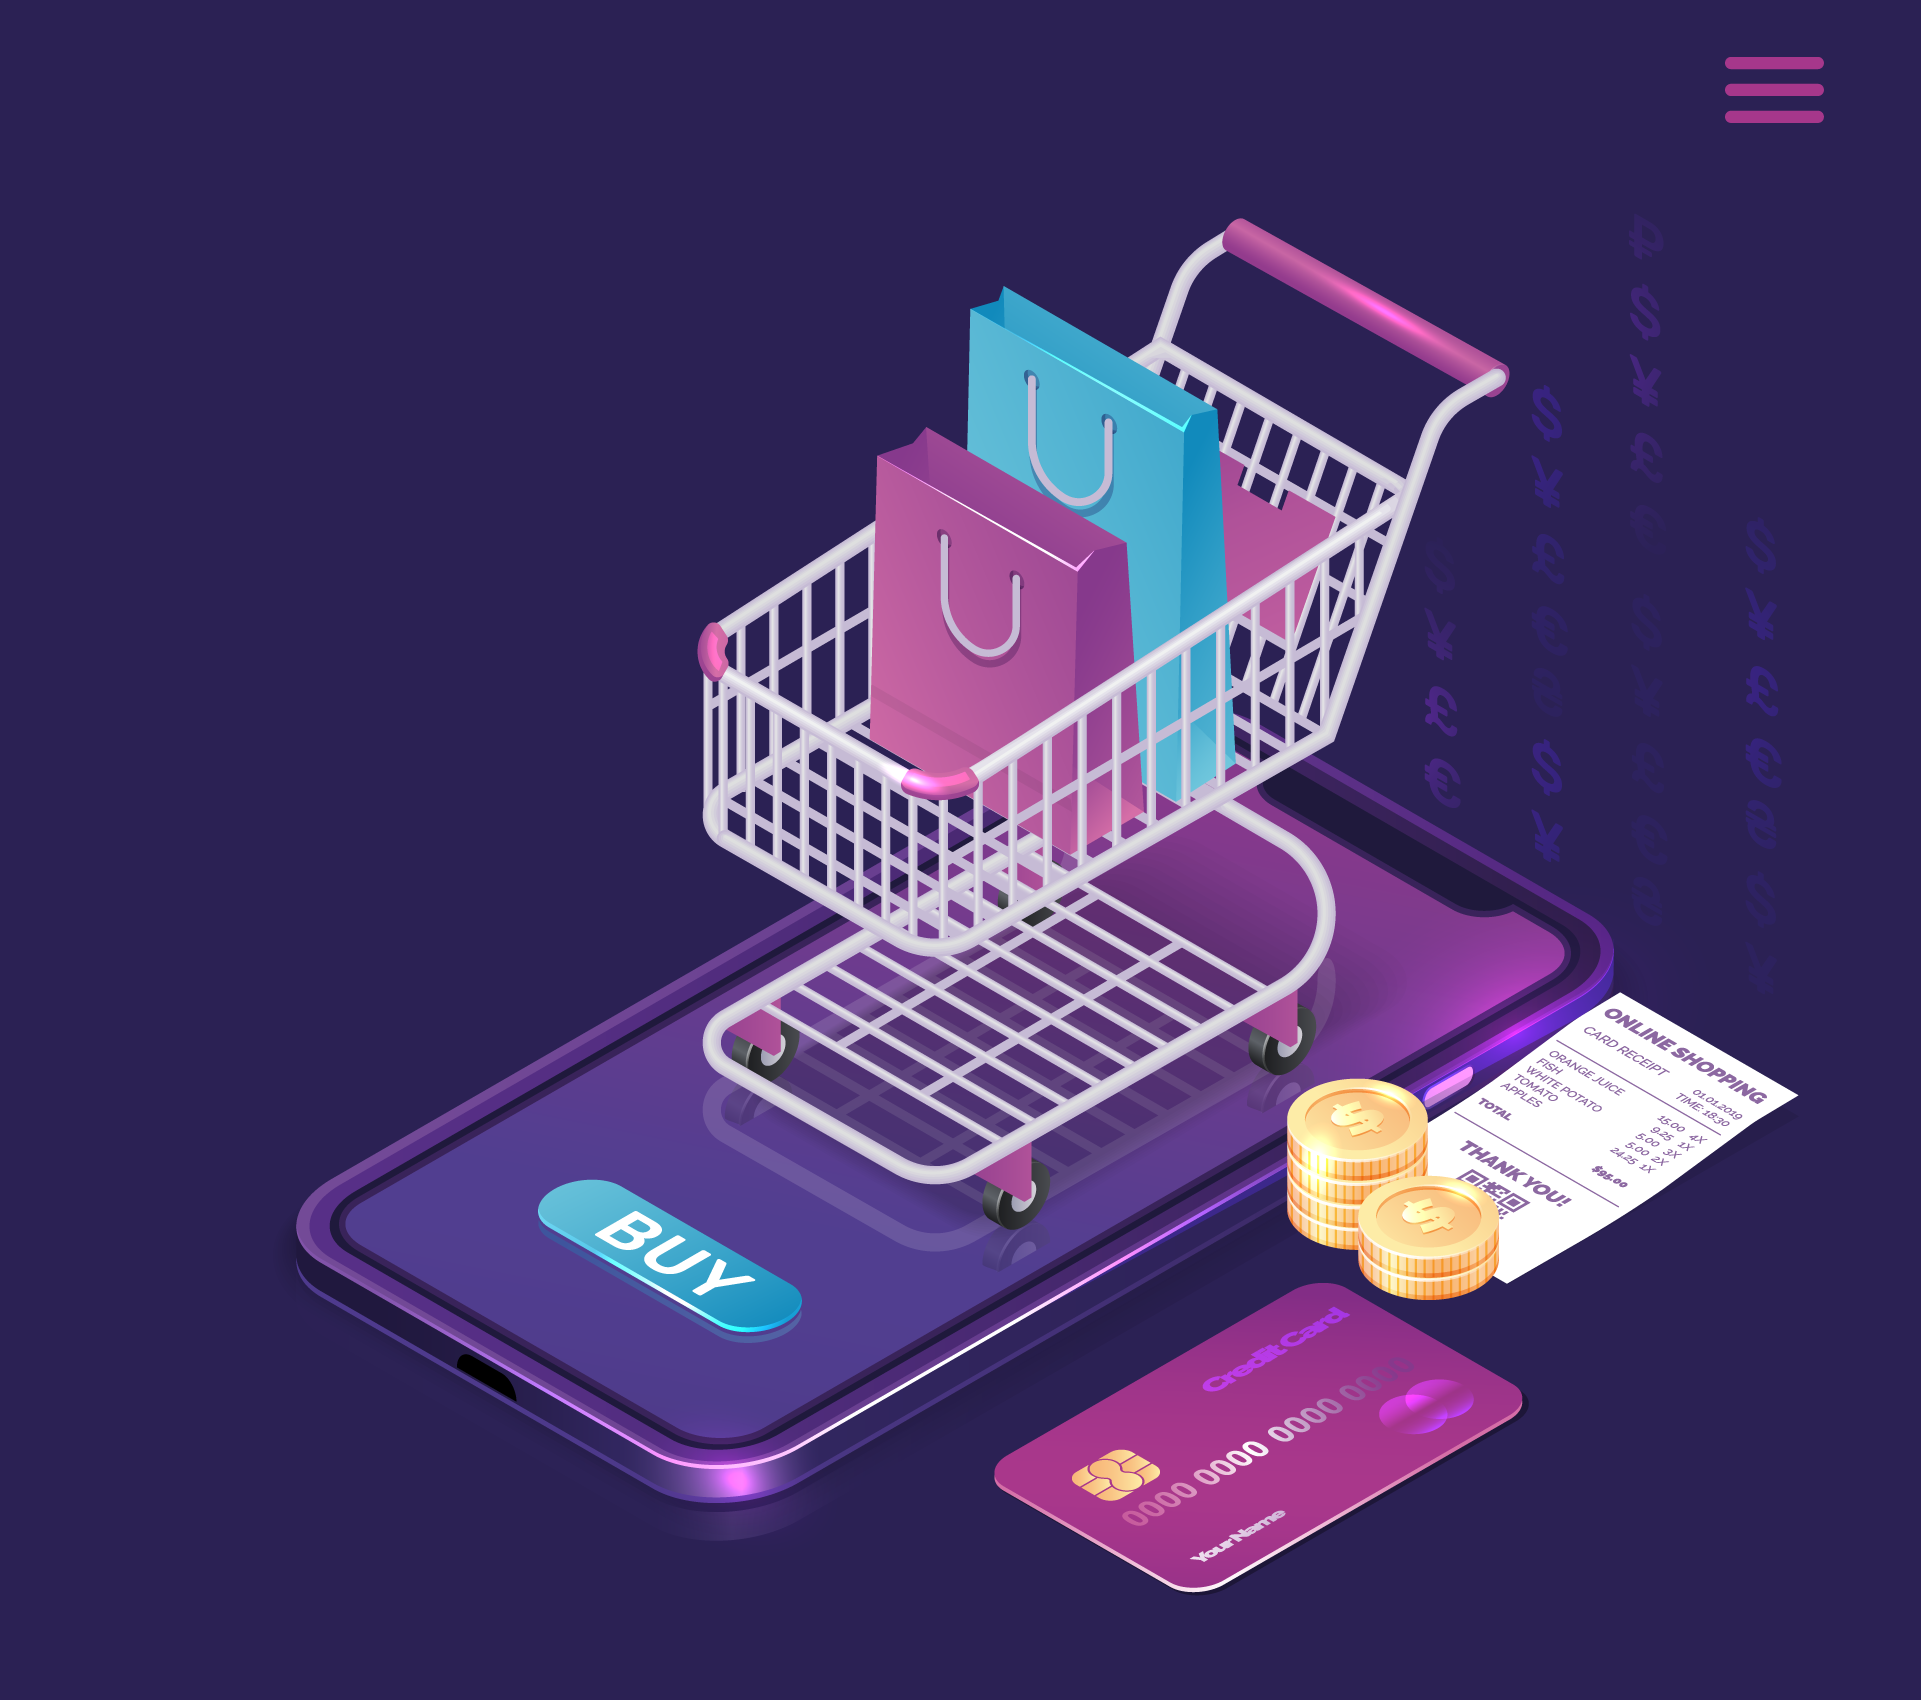 ONLINE SHOPPING
CARD RECEIPT
01.01.2019
TIME: 18:30
ORANGE JUICE 15.00 4X
FISH 9.25 1X
WHITE POTATO 5.00 3X
TOMATO 5.00 2X
APPLES 24.25 1X
TOTAL $95.00
THANK YOU!
BUY
Credit Card
0000 0000 0000 0000
Your Name
$
$
₽
$
¥
£
$
¥
£
€
$
¥
$
¥
£
€
¥
£
€